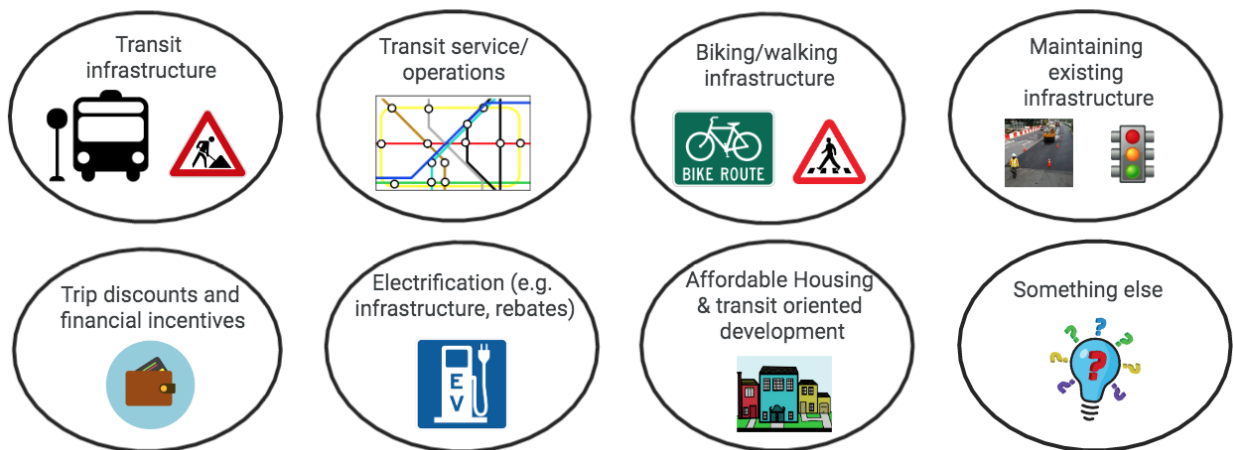 Transit
infrastructure
Transit service/
operations
Biking/walking
infrastructure
BIKE ROUTE
Maintaining
existing
infrastructure
Trip discounts and
financial incentives
Electrification (e.g.
infrastructure, rebates)
E
V
Affordable Housing
& transit oriented
development
Something else
?
?
?
?
?
?
?
?